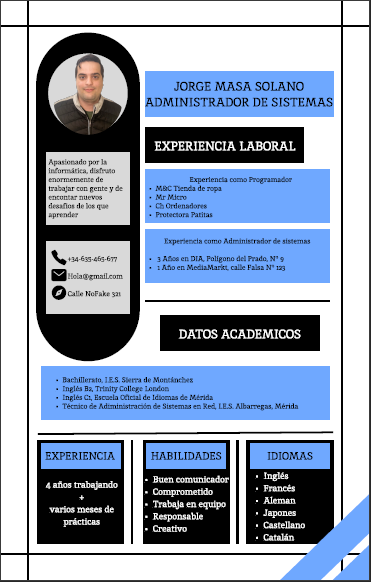 JORGE MASA SOLANO
ADMINISTRADOR DE SISTEMAS
Apasionado por la
informática, disfruto
enormemente de
trabajar con gente y de
encontar nuevos
desafíos de los que
aprender
+34-635-465-677
Hola@gmail.com
Calle NoFake 321
EXPERIENCIA LABORAL
Experiencia como Programador
• M&C Tienda de ropa
• Mr Micro
• Ch Ordenadores
• Protectora Patitas
Experiencia como Administrador de sistemas
• 3 Años en DIA, Polígono del Prado, Nº 9
• 1 Año en MediaMarkt, calle Falsa Nº 123
DATOS ACADEMICOS
• Bachillerato, I.E.S. Sierra de Montánchez
• Inglés B2, Trinity College London
• Inglés C1, Escuela Oficial de Idiomas de Mérida
• Técnico de Administración de Sistemas en Red, I.E.S. Albarregas, Mérida
EXPERIENCIA
4 años trabajando
+
varios meses de
prácticas
HABILIDADES
• Buen comunicador
• Comprometido
• Trabaja en equipo
• Responsable
• Creativo
IDIOMAS
• Inglés
• Francés
• Aleman
• Japones
• Castellano
• Catalán